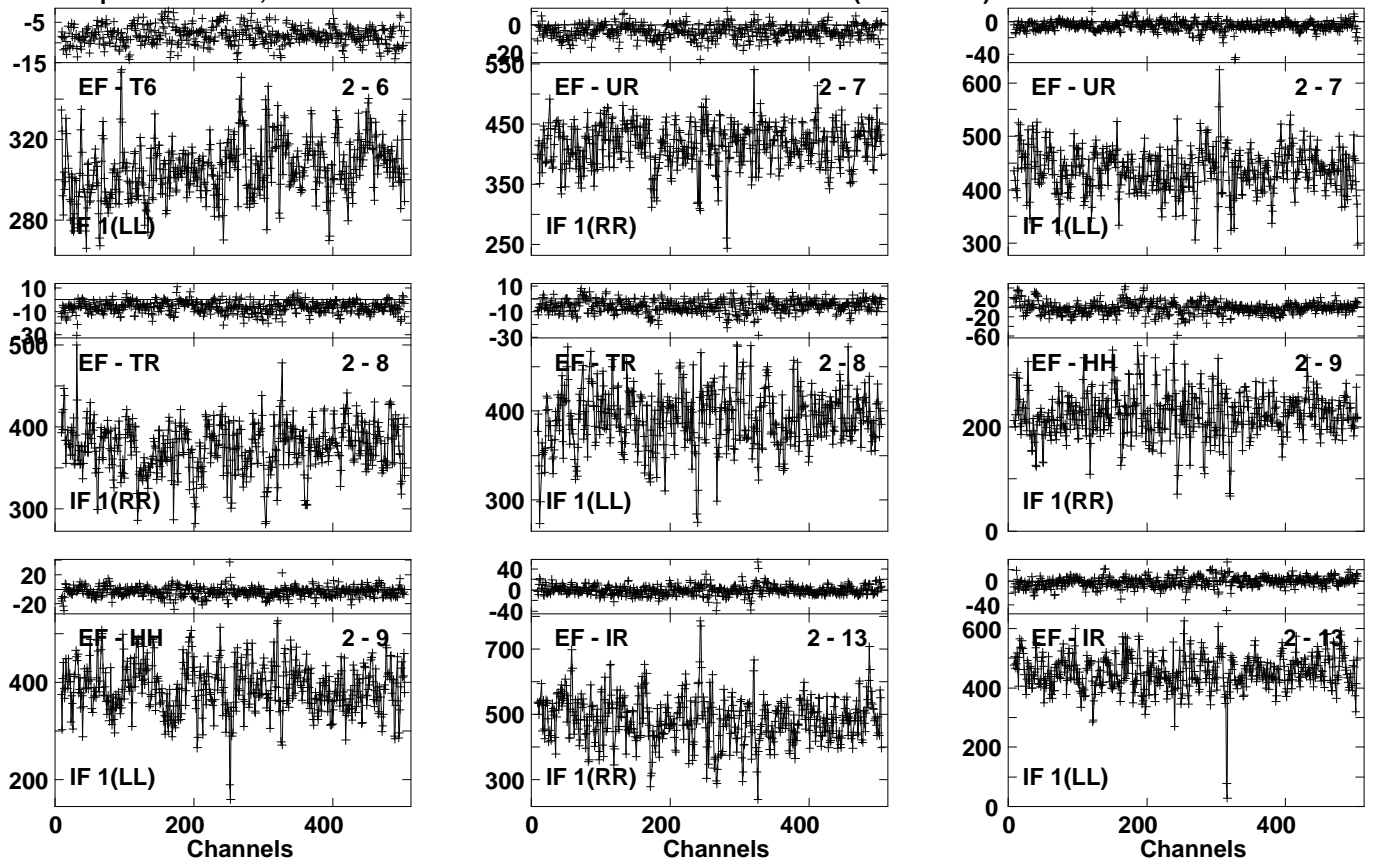 -5
-15
EF - T6 2 - 6
320
280
IF 1(LL)
0
-20
550
EF - UR 2 - 7
450
350
250
IF 1(RR)
0
-40
600
EF - UR 2 - 7
500
400
300
IF 1(LL)
10
-10
-30
500
EF - TR 2 - 8
400
300
IF 1(RR)
10
-10
-30
EF - TR 2 - 8
400
300
IF 1(LL)
20
-20
-60
EF - HH 2 - 9
200
0
IF 1(RR)
20
-20
EF - HH 2 - 9
400
200
IF 1(LL)
0 200 400
Channels
40
0
-40
EF - IR 2 - 13
700
500
300
IF 1(RR)
0 200 400
Channels
0
-40
600
EF - IR 2 - 13
400
200
0
IF 1(LL)
0 200 400
Channels